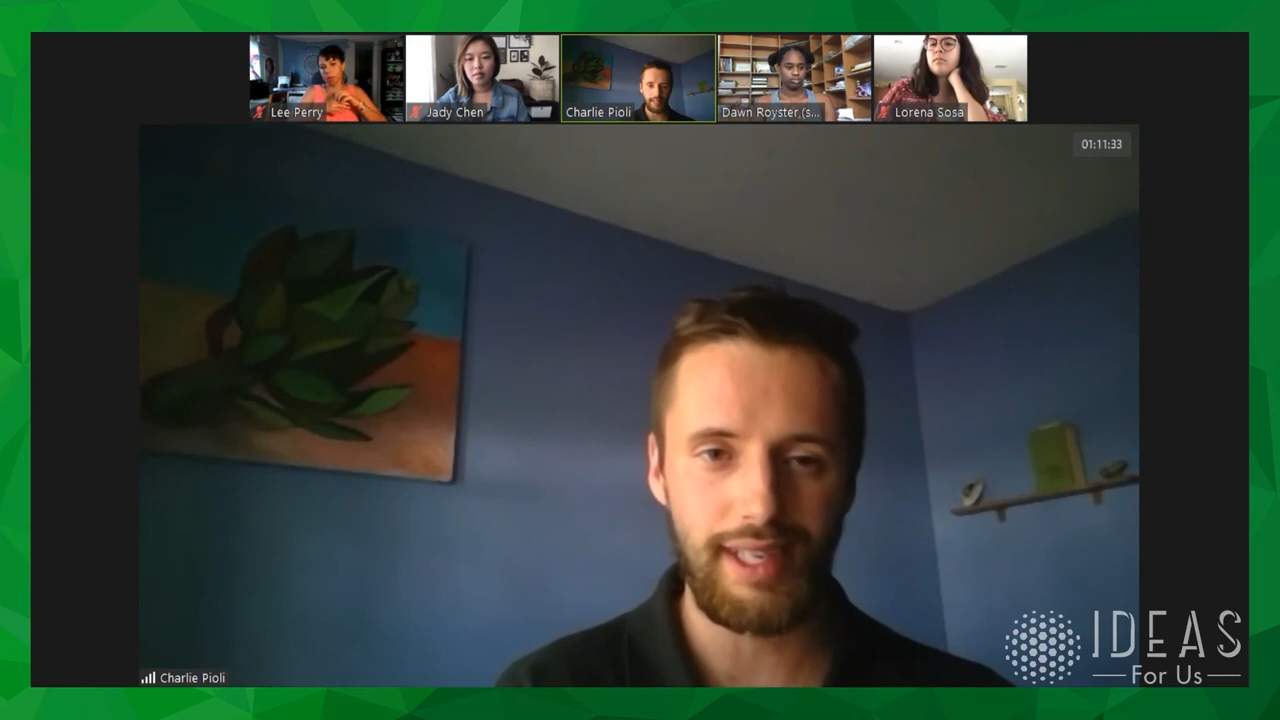 Lee Perry
Jady Chen
Charlie Pioli
Dawn Royster (s...
Lorena Sosa
01:11:33
Charlie Pioli
IDEAS
For Us